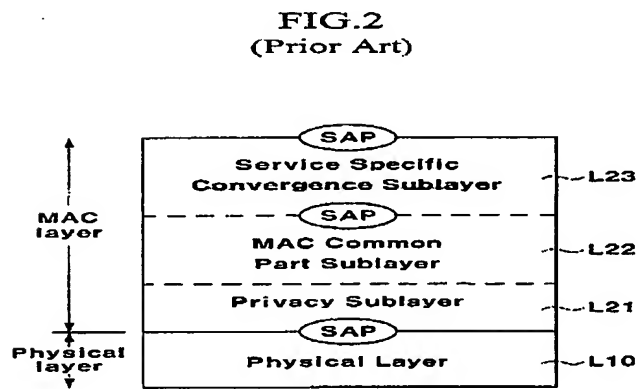 FIG.2
(Prior Art)
SAP
Service Specific
Convergence Sublayer
L23
MAC
layer
SAP
MAC Common
Part Sublayer
L22
Privacy Sublayer
L21
SAP
Physical
layer
Physical Layer
L10